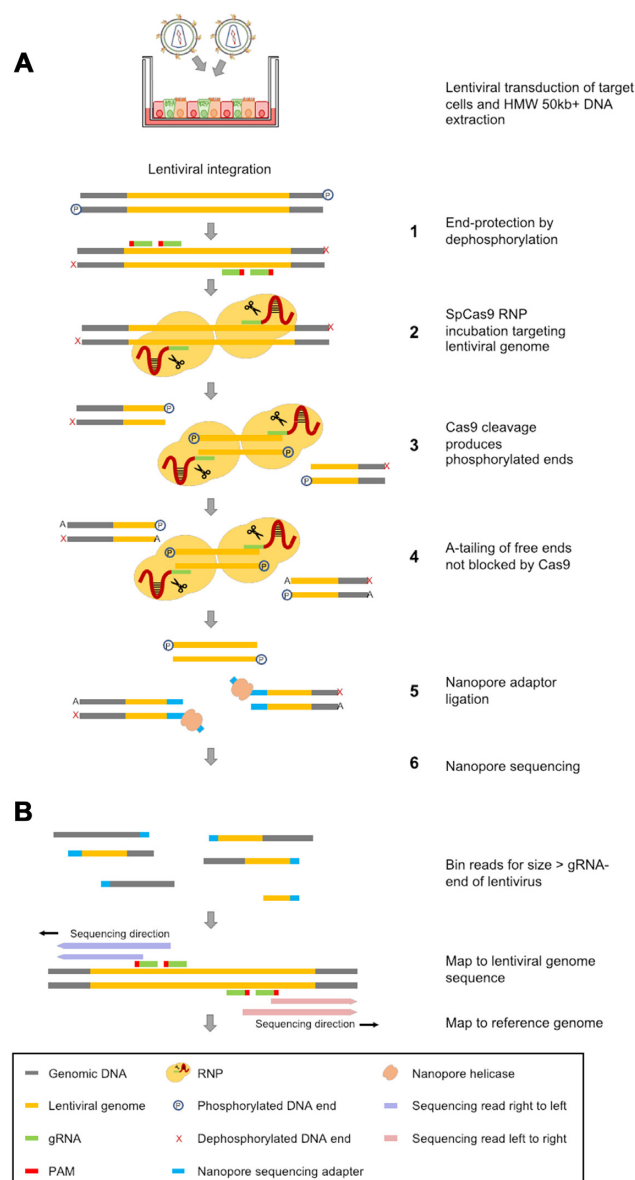 A
Lentiviral transduction of target
cells and HMW 50kb+ DNA
extraction
Lentiviral integration
P
P
1
End-protection by
dephosphorylation
X
X
2
SpCas9 RNP
incubation targeting
lentiviral genome
X
X
3
Cas9 cleavage
produces
phosphorylated ends
P
X
P
P
X
P
4
A-tailing of free ends
not blocked by Cas9
A
P
X
A
P
P
A
X
P
A
P
P
5
Nanopore adaptor
ligation
A
X
X
A
6
Nanopore sequencing
B
Bin reads for size > gRNA-
end of lentivirus
Sequencing direction
Map to lentiviral genome
sequence
Sequencing direction
Map to reference genome
Genomic DNA
RNP
Nanopore helicase
Lentiviral genome
P
Phosphorylated DNA end
Sequencing read right to left
gRNA
X
Dephosphorylated DNA end
Sequencing read left to right
PAM
Nanopore sequencing adapter